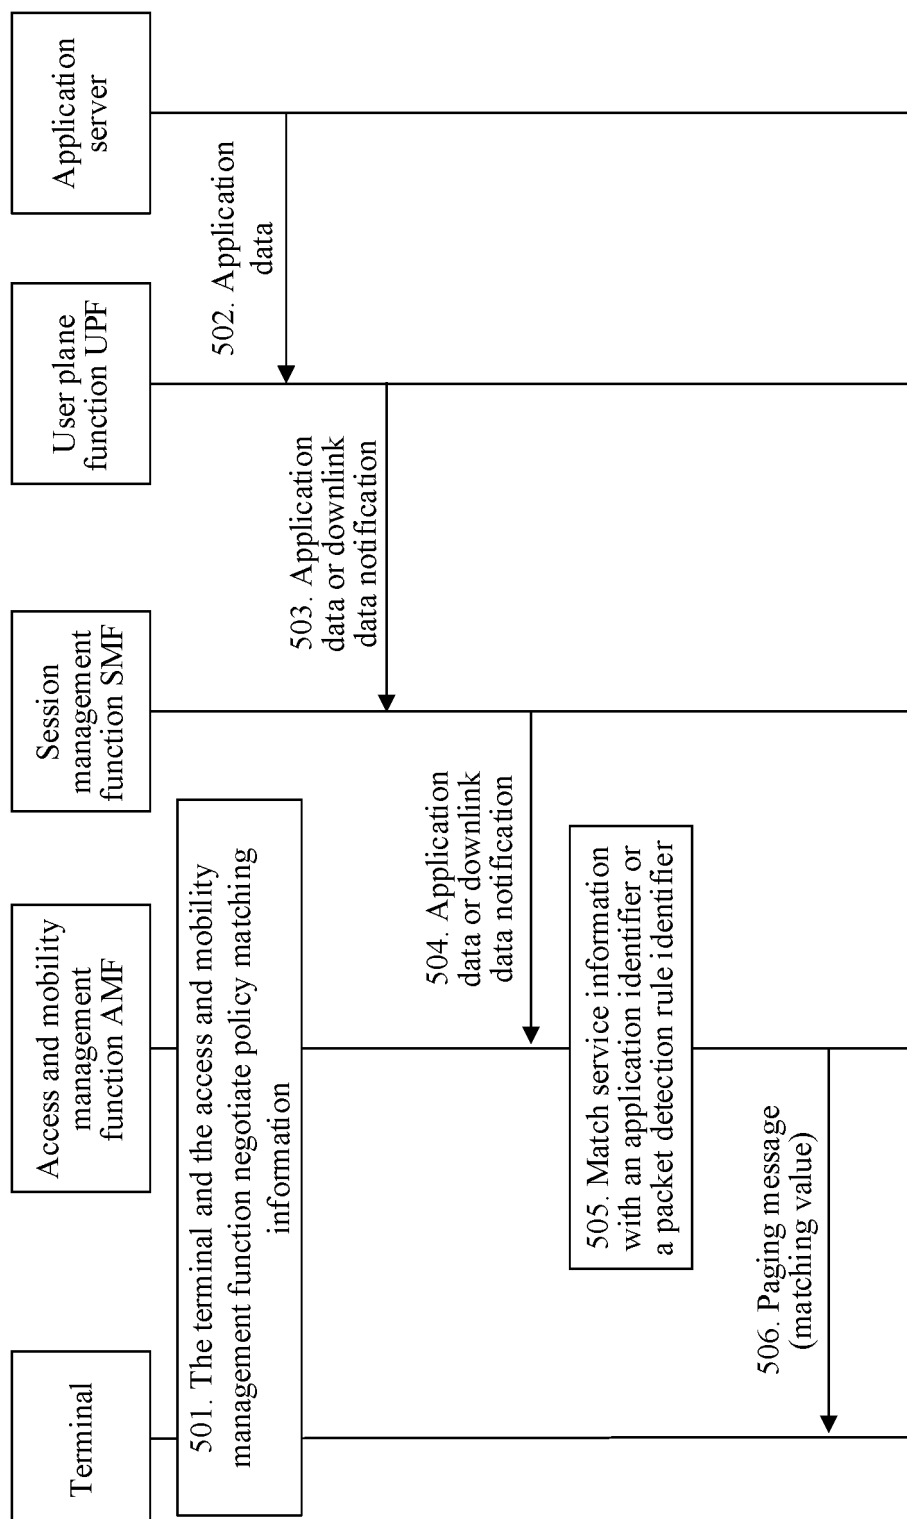 Terminal
Access and mobility
management
function AMF
Session
management
function SMF
User plane
function UPF
Application
server
501. The terminal and the access and mobility
management function negotiate policy matching
information
502. Application
data
503. Application
data or downlink
data notification
504. Application
data or downlink
data notification
505. Match service information
with an application identifier or
a packet detection rule identifier
506. Paging message
(matching value)